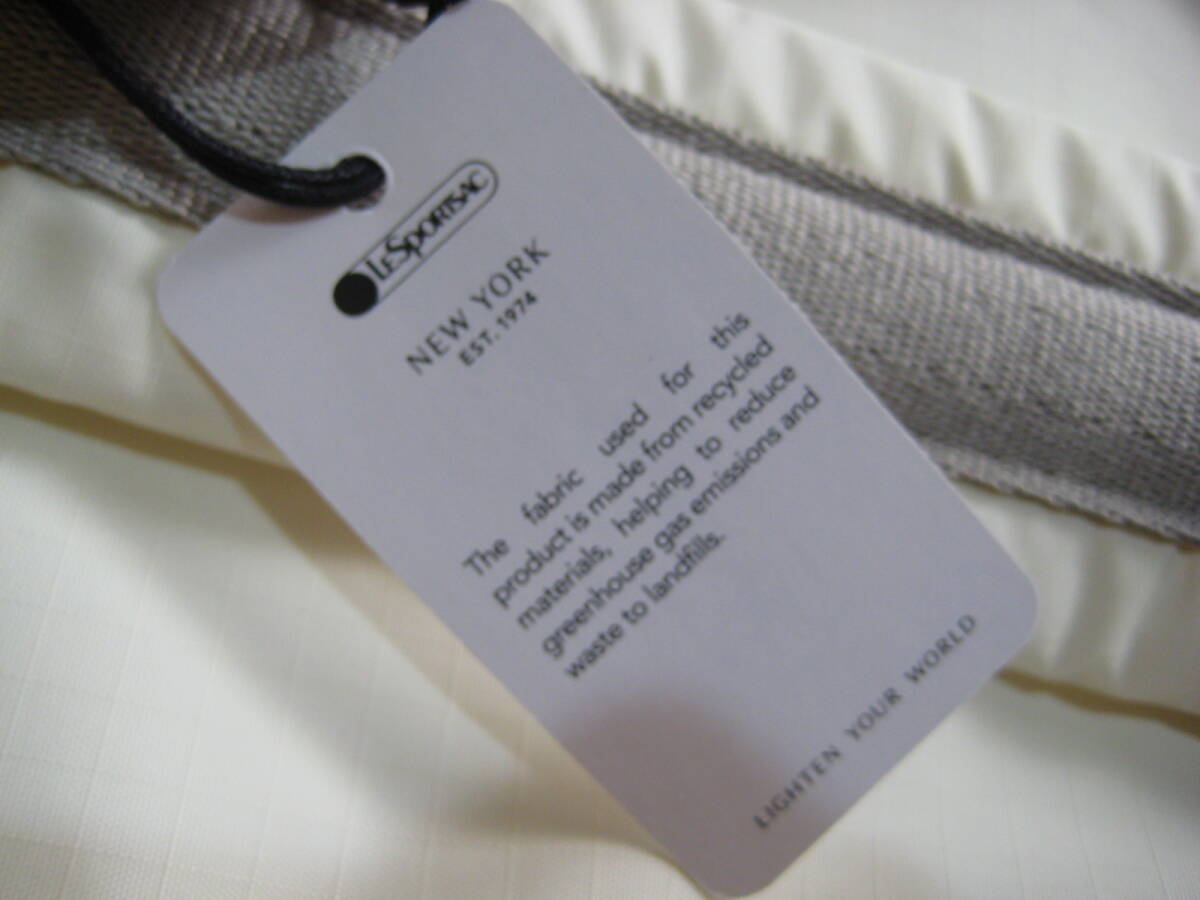 LESPORTSAC
NEW YORK
EST. 1974
The fabric used for this
product is made from recycled
materials, helping to reduce
greenhouse gas emissions and
waste to landfills.
LIGHTEN YOUR WORLD